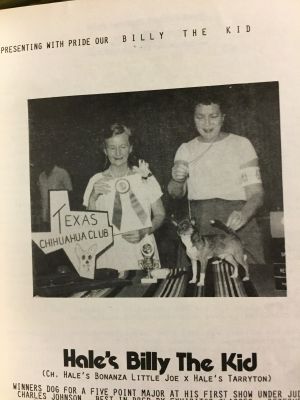 PRESENTING WITH PRIDE OUR BILLY THE KID
TEXAS
CHIHUAHUA CLUB
Hale's Billy The Kid
(CH. HALE'S BONANZA LITTLE JOE X HALE'S TARRYTON)
WINNERS DOG FOR A FIVE POINT MAJOR AT HIS FIRST SHOW UNDER JUD
CHARLES JOHNSON